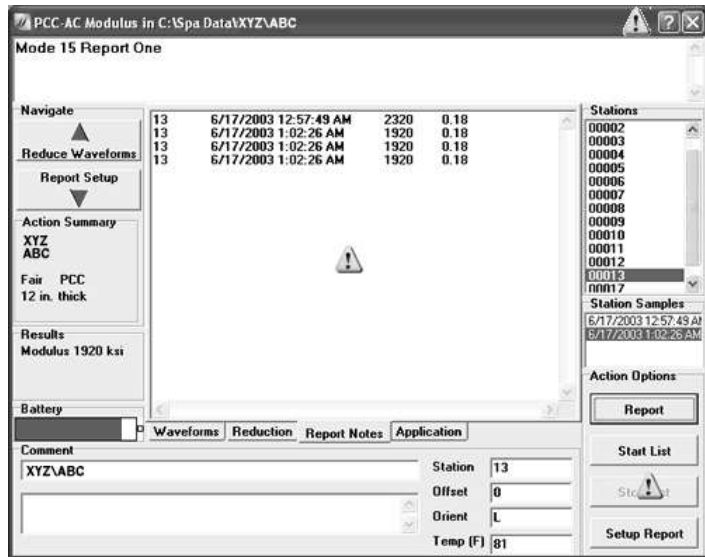 PCC-AC Modulus in C:\Spa Data\XYZ\ABC
Mode 15 Report One
Navigate
Reduce Waveforms
Report Setup
Action Summary
XYZ
ABC
Fair PCC
12 in. thick
Results
Modulus 1920 ksi
Battery
13 6/17/2003 12:57:49 AM 2320 0.18
13 6/17/2003 1:02:26 AM 1920 0.18
13 6/17/2003 1:02:26 AM 1920 0.18
13 6/17/2003 1:02:26 AM 1920 0.18
Waveforms Reduction Report Notes Application
Stations
00002
00003
00004
00005
00006
00007
00008
00009
00010
00011
00012
00013
00017
Station Samples
6/17/2003 12:57:49 AM
6/17/2003 1:02:26 AM
Action Options
Report
Start List
Setup Report
Comment
XYZ\ABC
Station 13
Offset 0
Orient L
Temp (F) 81